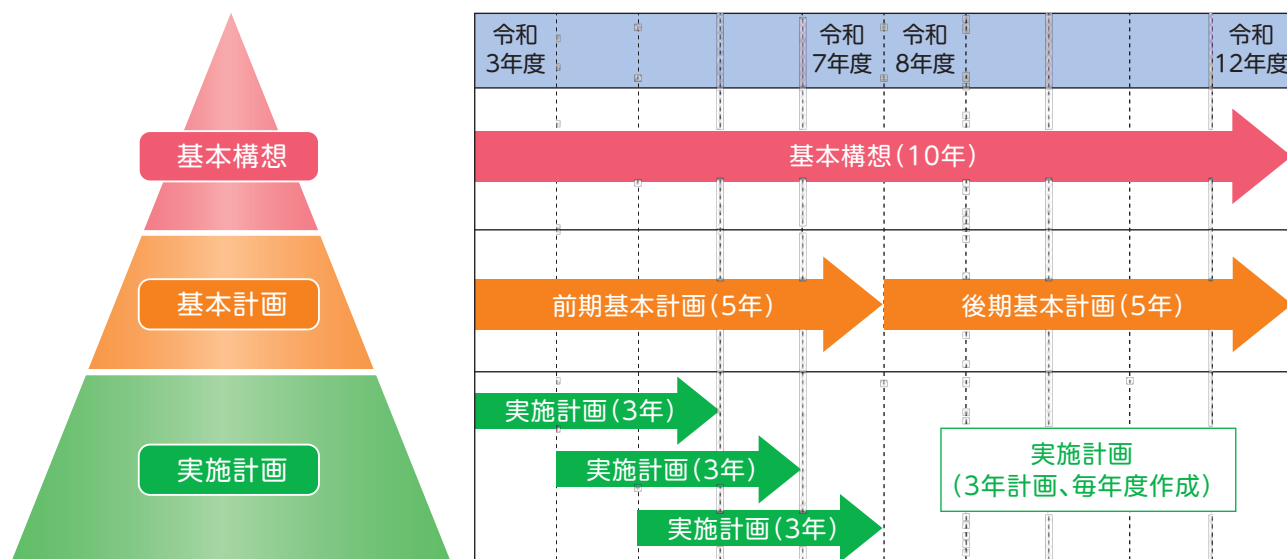 基本構想
基本計画
実施計画
令和
3年度
令和
7年度
令和
8年度
令和
12年度
基本構想(10年)
前期基本計画(5年)
後期基本計画(5年)
実施計画(3年)
実施計画(3年)
実施計画(3年)
実施計画
(3年計画、毎年度作成)